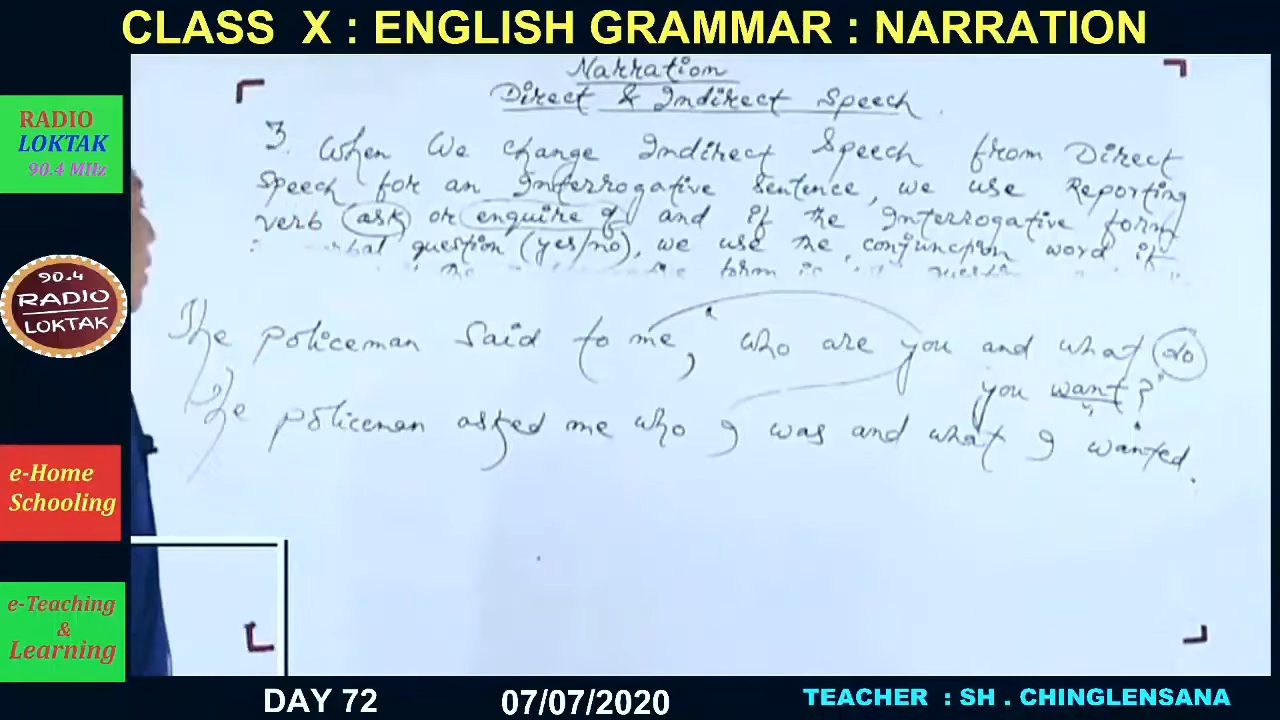 CLASS X : ENGLISH GRAMMAR : NARRATION
Narration
Direct & Indirect Speech
RADIO
LOKTAK
90.4 MHz
3. When We change Indirect Speech from Direct
Speech for an Interrogative Sentence, we use Reporting
verb ask or enquire of and if the Interrogative form
question (yes/no), we use the conjunction word if
the form is
90.4
RADIO
LOKTAK
The policeman said to me, "who are you and what do
you want?"
The policeman asked me who I was and what I wanted.
e-Home
Schooling
e-Teaching
&
Learning
DAY 72
07/07/2020
TEACHER : SH . CHINGLENSANA